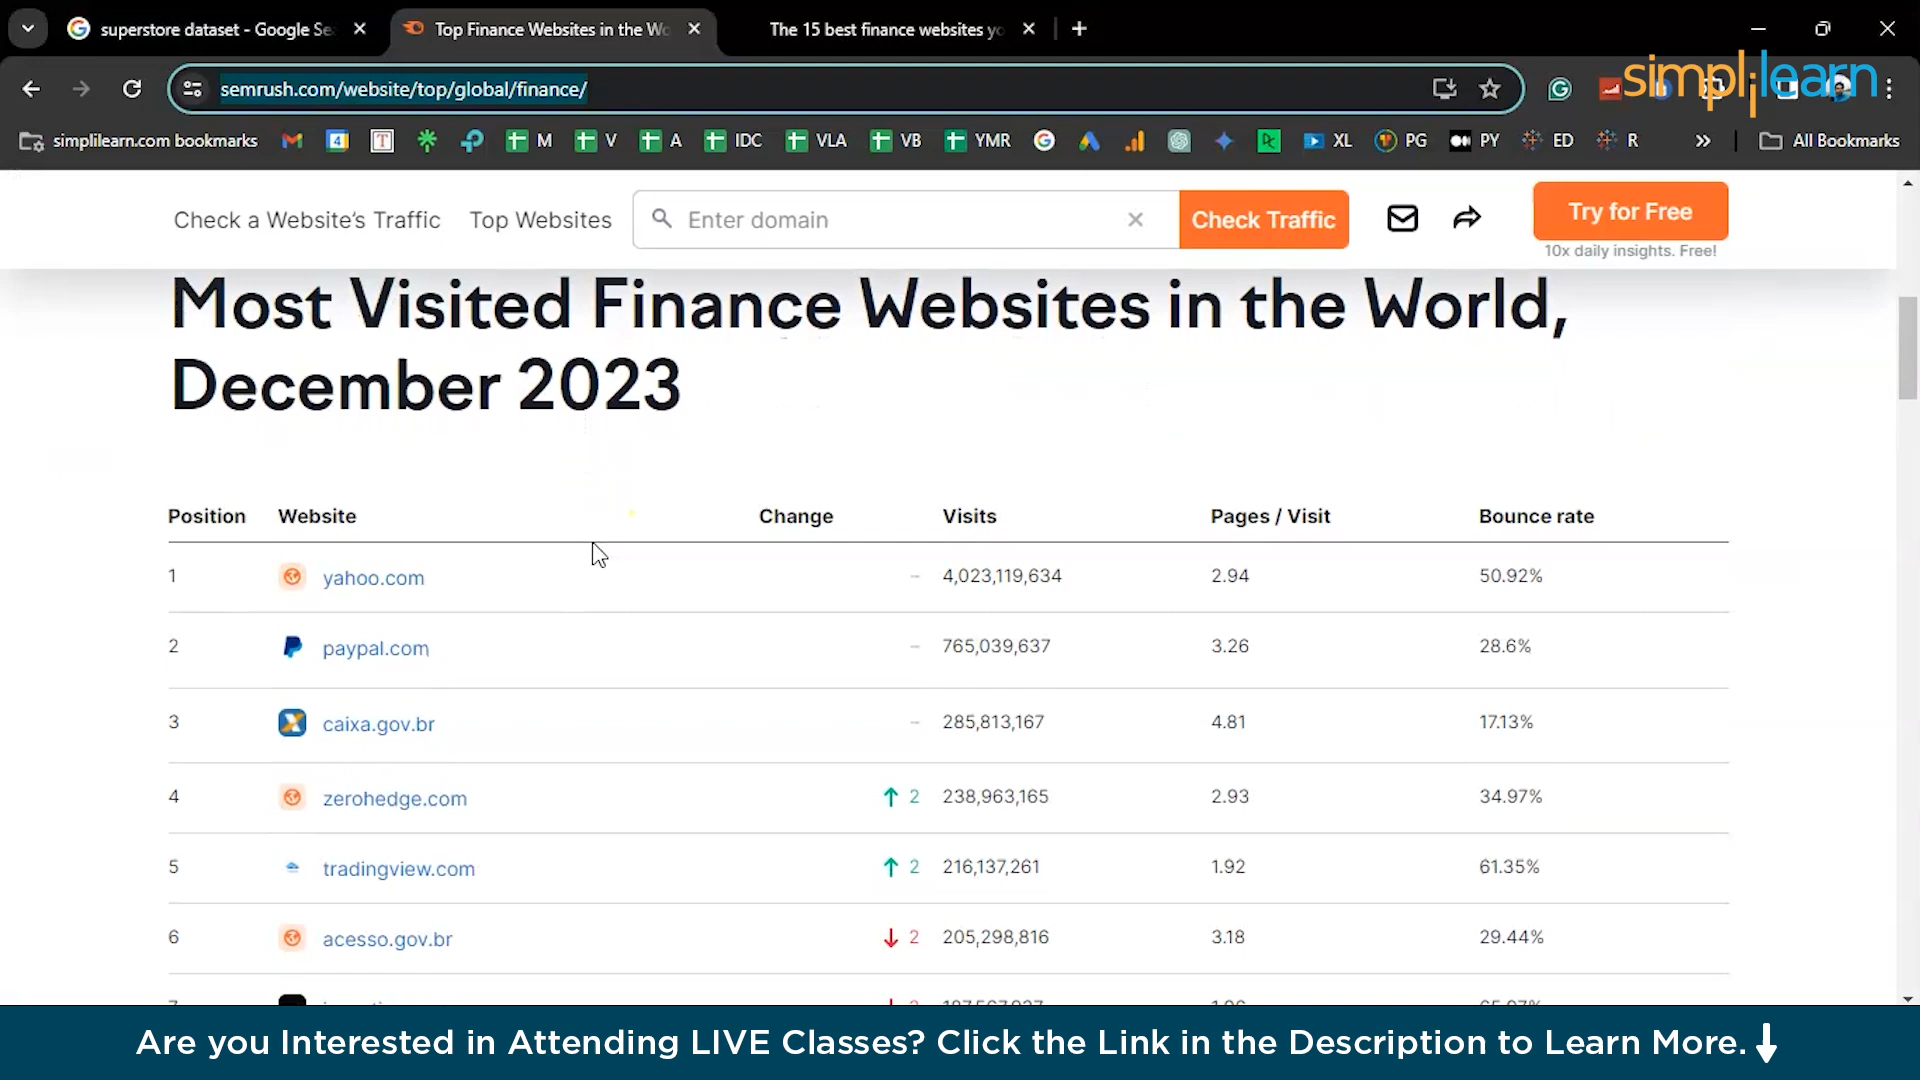 superstore dataset - Google Se
Top Finance Websites in the Wo
The 15 best finance websites yo
semrush.com/website/top/global/finance/
simplilearn
simplilearn.com bookmarks
M
V
A
IDC
VLA
VB
YMR
XL
PG
PY
ED
R
All Bookmarks
Check a Website's Traffic
Top Websites
Enter domain
Check Traffic
Try for Free
10x daily insights. Free!
Most Visited Finance Websites in the World,
December 2023
Position Website Change Visits Pages / Visit Bounce rate
1 yahoo.com – 4,023,119,634 2.94 50.92%
2 paypal.com – 765,039,637 3.26 28.6%
3 caixa.gov.br – 285,813,167 4.81 17.13%
4 zerohedge.com ↑ 2 238,963,165 2.93 34.97%
5 tradingview.com ↑ 2 216,137,261 1.92 61.35%
6 acesso.gov.br ↓ 2 205,298,816 3.18 29.44%
Are you Interested in Attending LIVE Classes? Click the Link in the Description to Learn More.